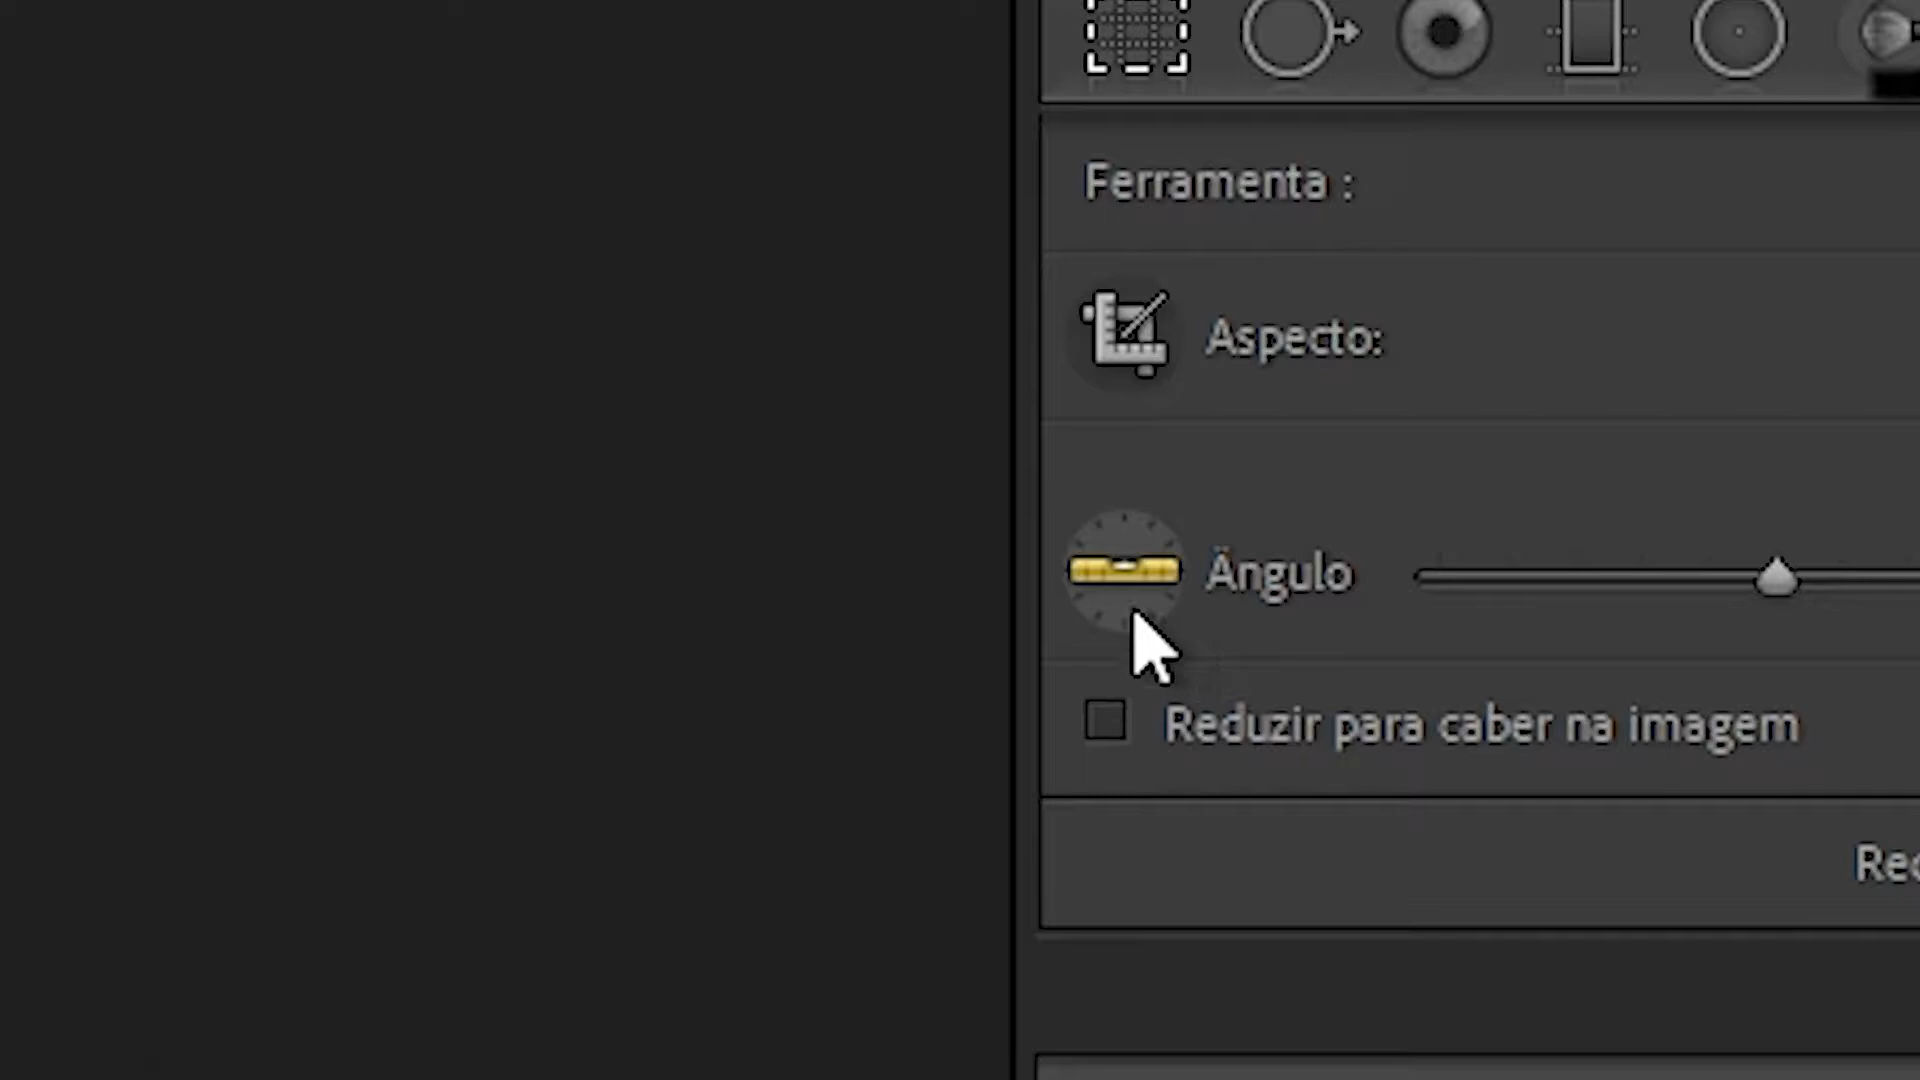 Ferramenta :
Aspecto:
Ângulo
Reduzir para caber na imagem